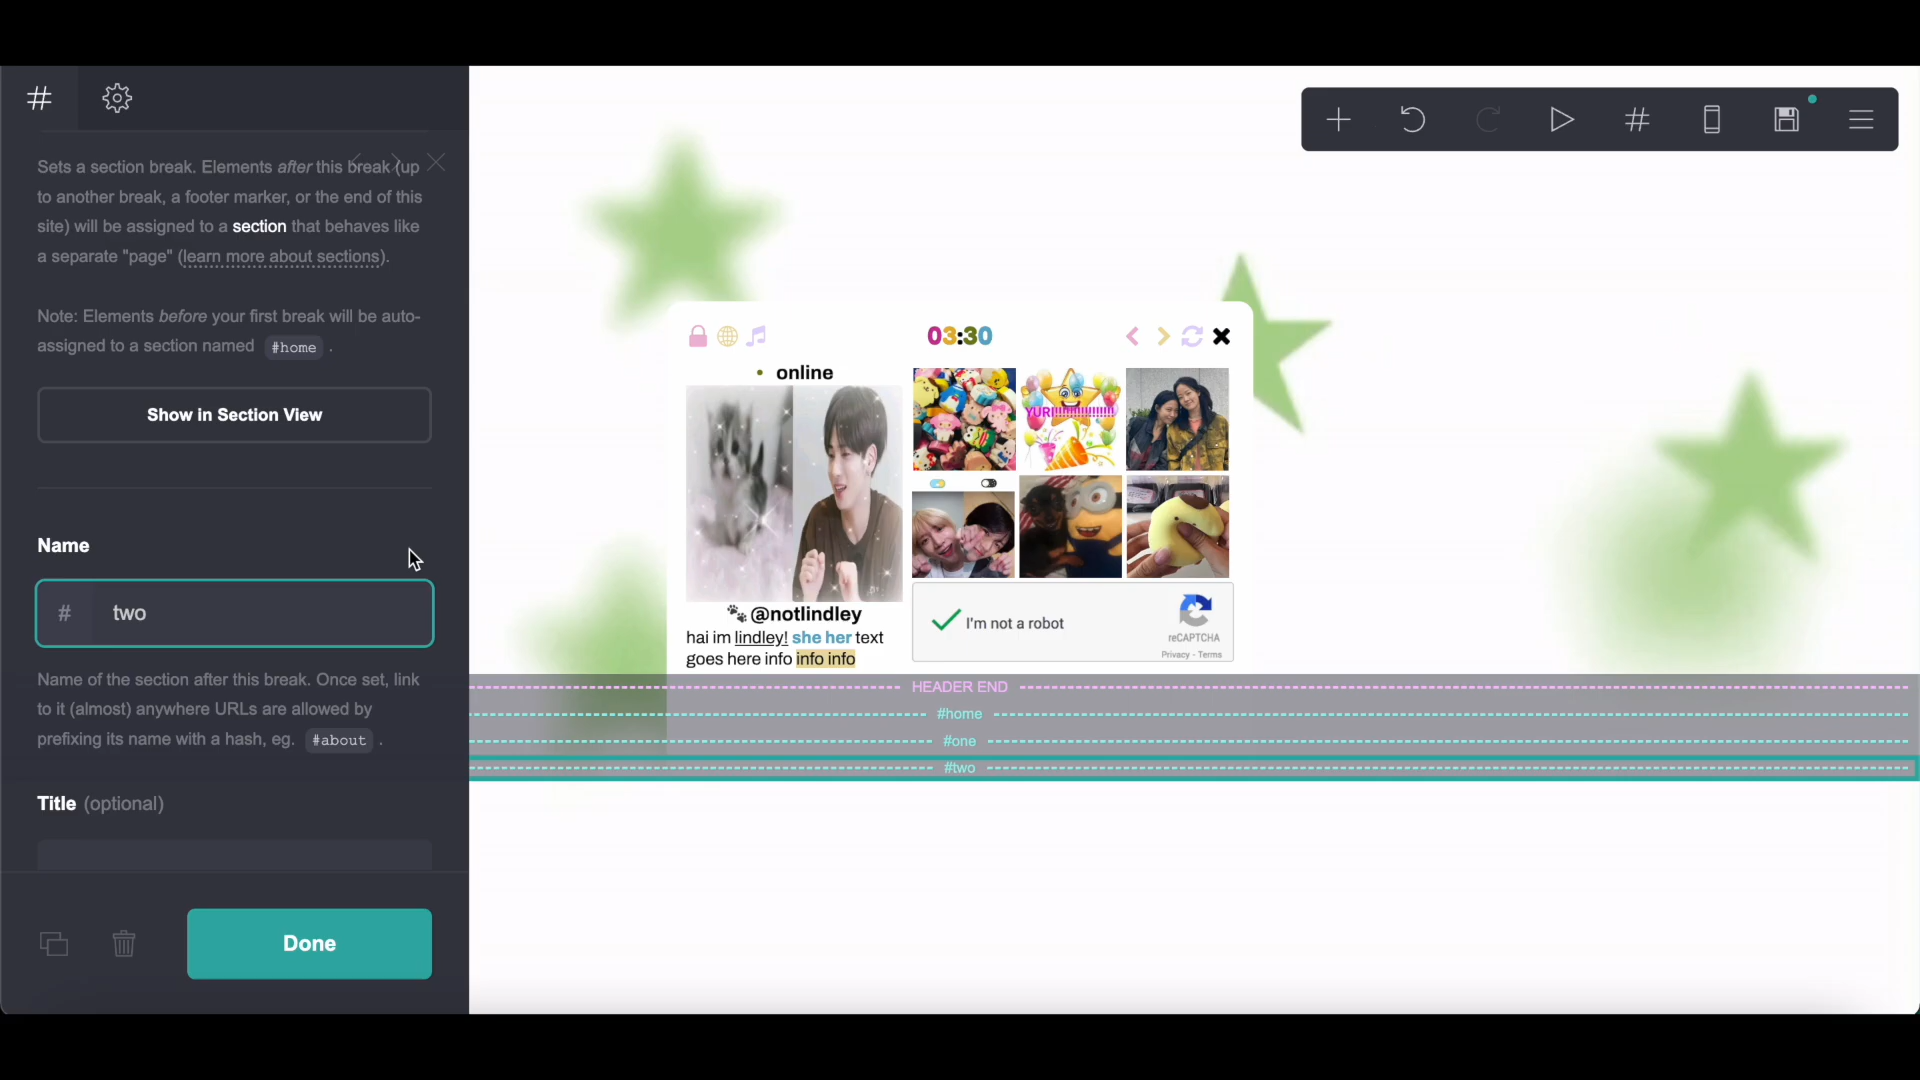 Sets a section break. Elements after this break (up
to another break, a footer marker, or the end of this
site) will be assigned to a section that behaves like
a separate "page" (learn more about sections).
Note: Elements before your first break will be auto-
assigned to a section named #home .
Show in Section View
Name
# two
Name of the section after this break. Once set, link
to it (almost) anywhere URLs are allowed by
prefixing its name with a hash, eg. #about .
Title (optional)
Done
03:30
• online
YURI!!!!!!!!!!!!!!!
🐾 @notlindley
hai im lindley! she her text
goes here info info info
I'm not a robot
reCAPTCHA
Privacy - Terms
HEADER END
#home
#one
#two